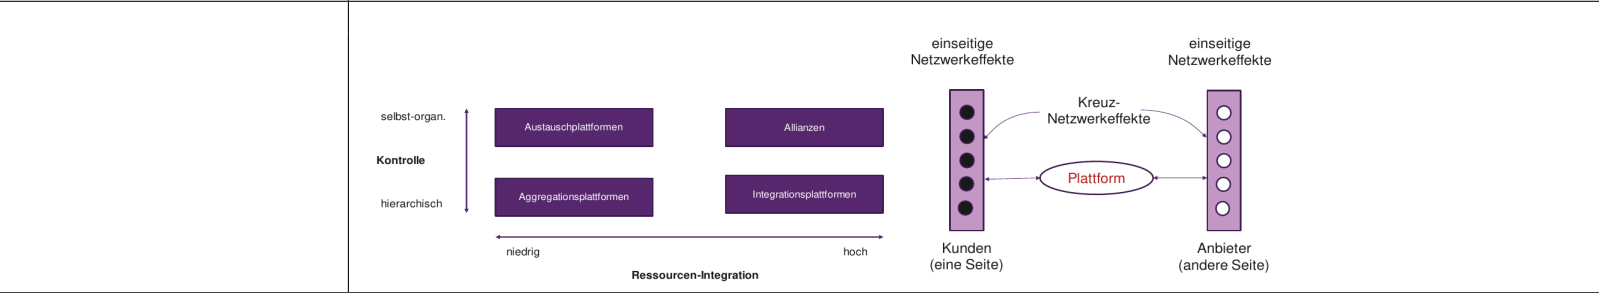 selbst-organ.
Kontrolle
hierarchisch
Austauschplattformen
Allianzen
Aggregationsplattformen
Integrationsplattformen
niedrig
hoch
Ressourcen-Integration
einseitige
Netzwerkeffekte
einseitige
Netzwerkeffekte
Kreuz-
Netzwerkeffekte
Plattform
Kunden
(eine Seite)
Anbieter
(andere Seite)